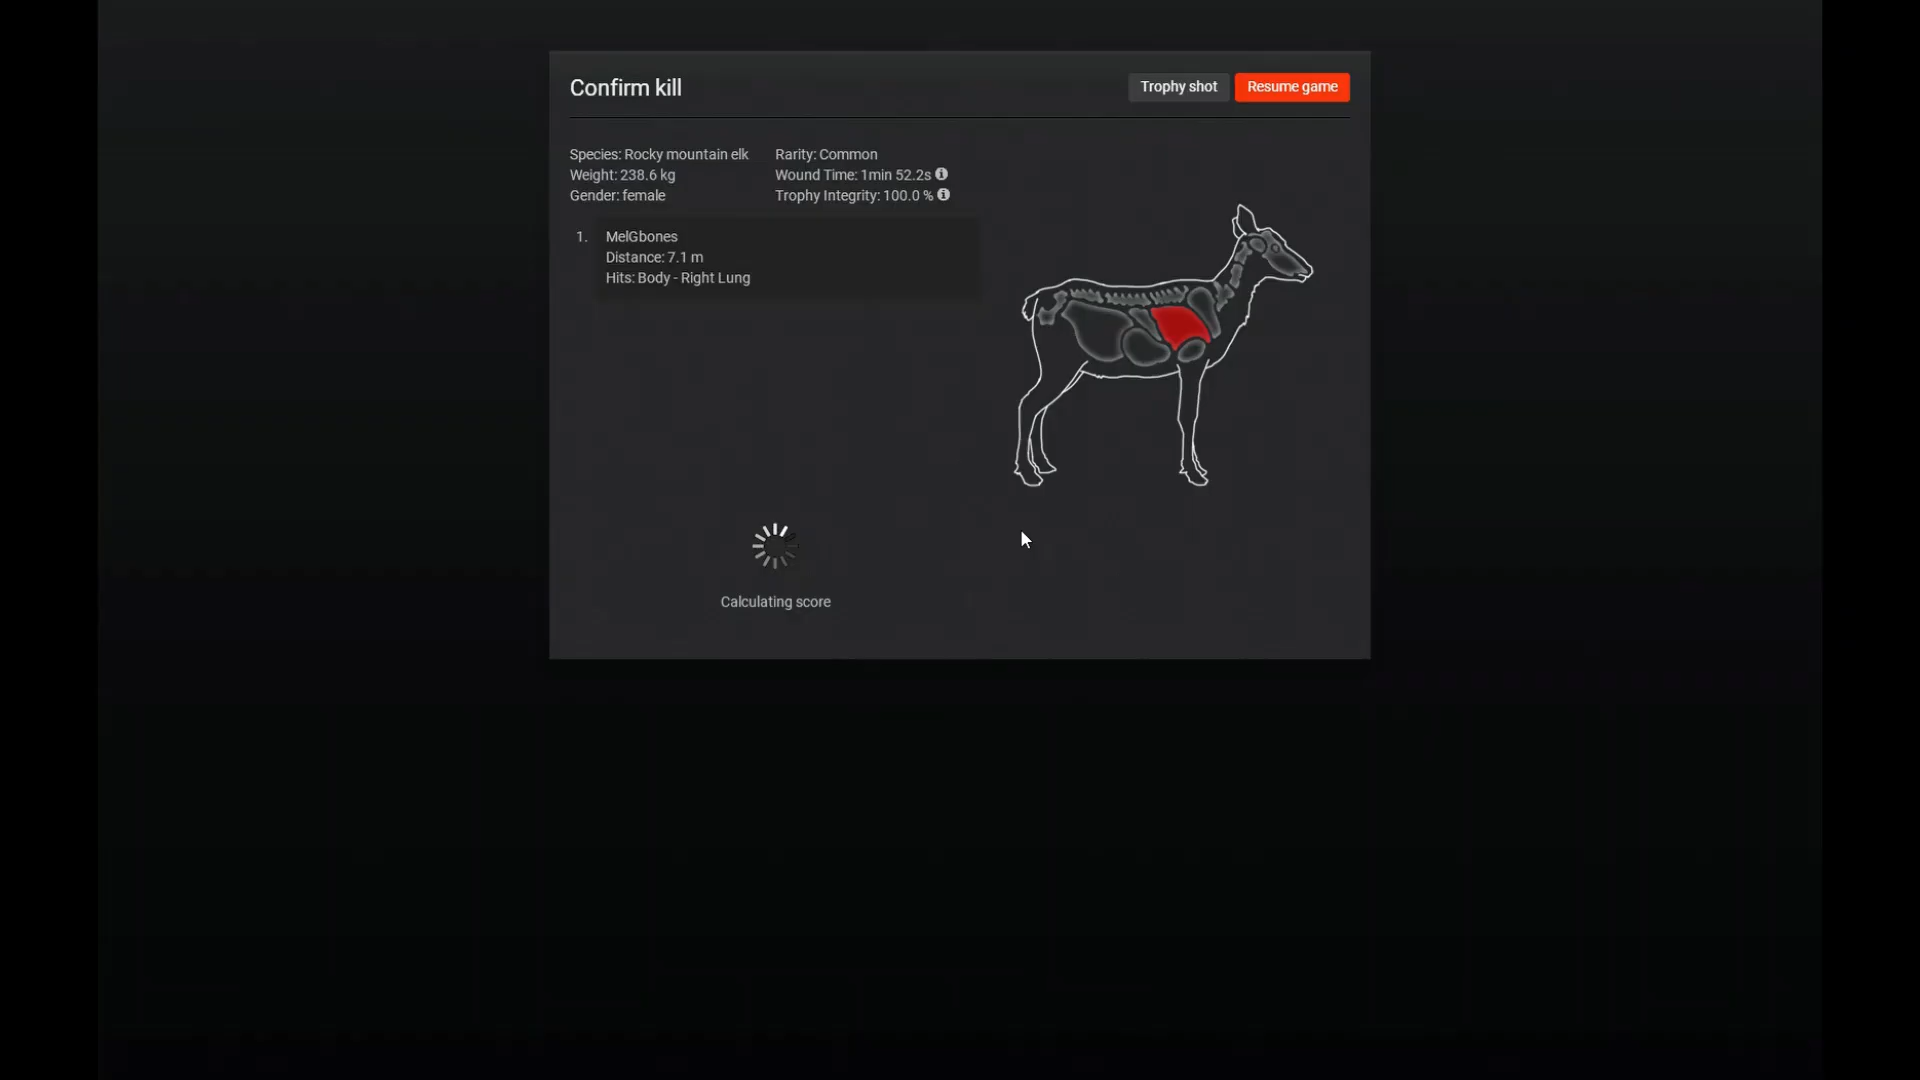 Confirm kill
Trophy shot
Resume game
Species: Rocky mountain elk
Weight: 238.6 kg
Gender: female
Rarity: Common
Wound Time: 1min 52.2s
Trophy Integrity: 100.0 %
1.
MelGbones
Distance: 7.1 m
Hits: Body - Right Lung
Calculating score